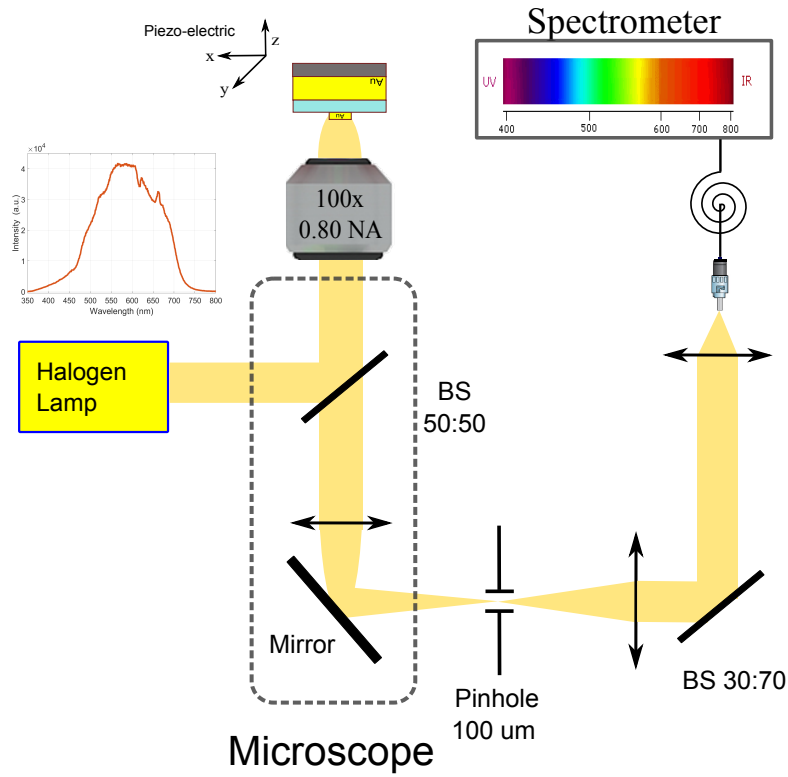 Spectrometer
Piezo-electric
z
x
y
Au
Au
UV
IR
400
500
600
700
800
×10⁴
4
3
2
1
0
Intensity (a.u.)
350 400 450 500 550 600 650 700 750 800
Wavelength (nm)
100x
0.80 NA
Halogen
Lamp
BS
50:50
Mirror
Pinhole
100 um
BS 30:70
Microscope